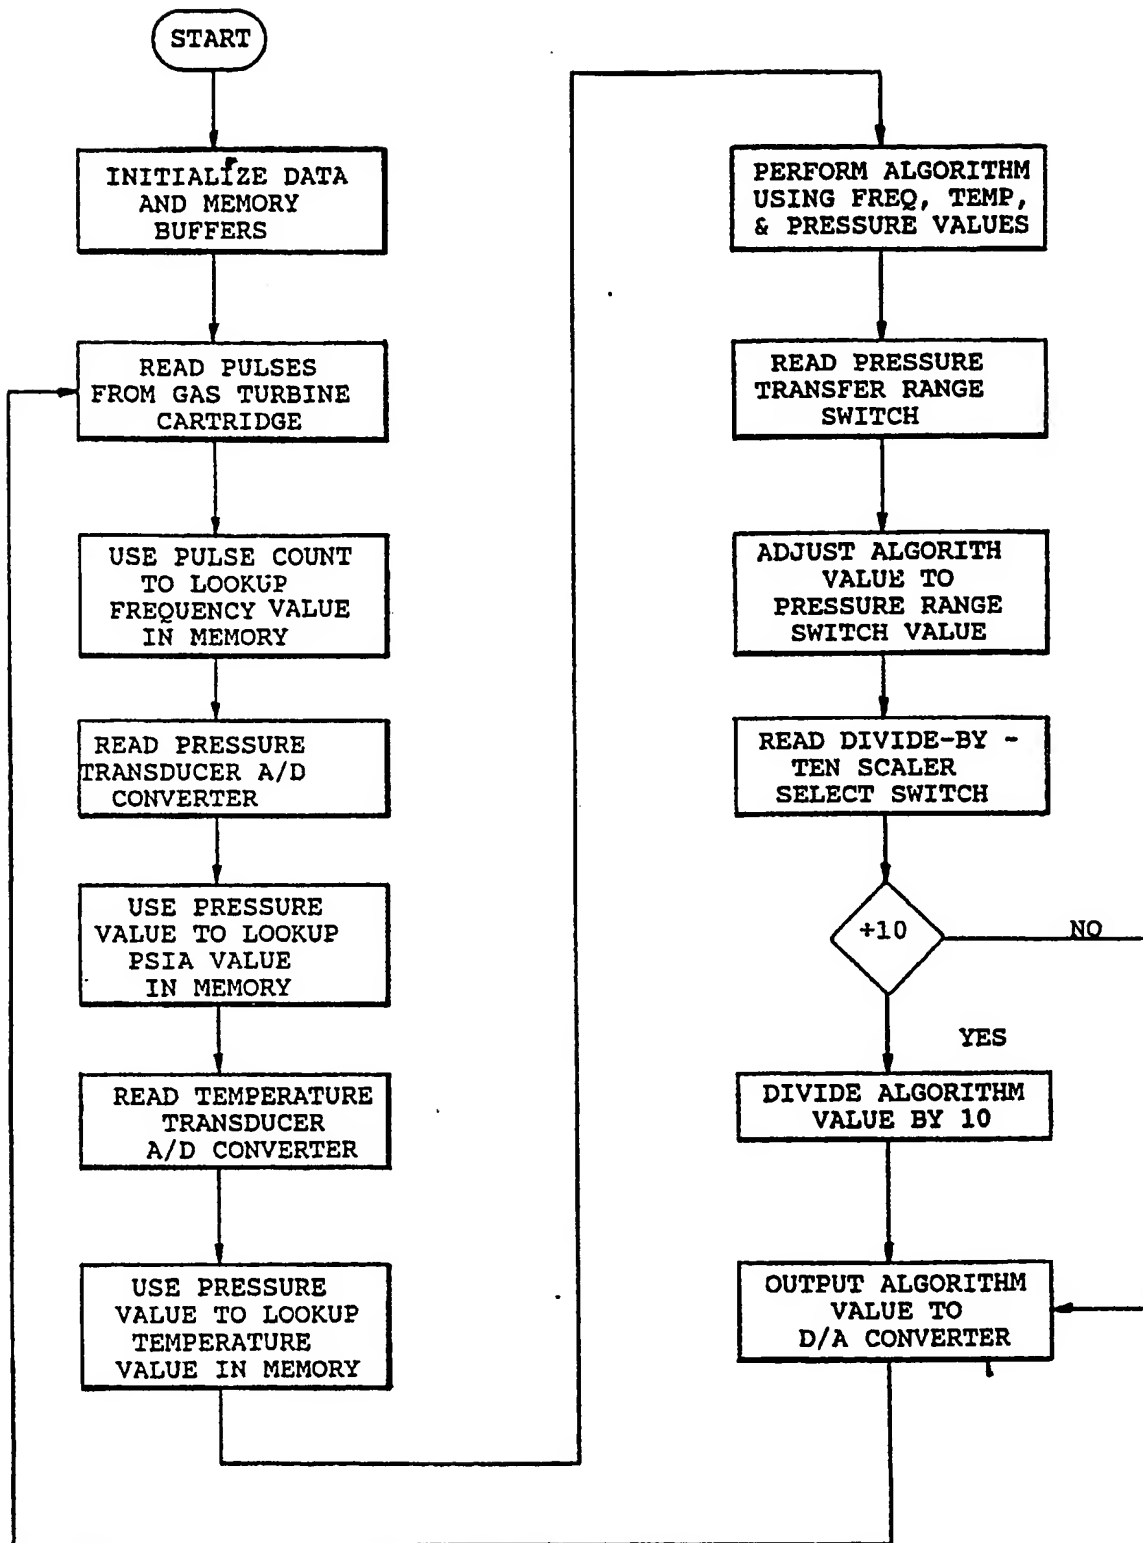 START
INITIALIZE DATA
AND MEMORY
BUFFERS
READ PULSES
FROM GAS TURBINE
CARTRIDGE
USE PULSE COUNT
TO LOOKUP
FREQUENCY VALUE
IN MEMORY
READ PRESSURE
TRANSDUCER A/D
CONVERTER
USE PRESSURE
VALUE TO LOOKUP
PSIA VALUE
IN MEMORY
READ TEMPERATURE
TRANSDUCER
A/D CONVERTER
USE PRESSURE
VALUE TO LOOKUP
TEMPERATURE
VALUE IN MEMORY
PERFORM ALGORITHM
USING FREQ, TEMP,
& PRESSURE VALUES
READ PRESSURE
TRANSFER RANGE
SWITCH
ADJUST ALGORITH
VALUE TO
PRESSURE RANGE
SWITCH VALUE
READ DIVIDE-BY -
TEN SCALER
SELECT SWITCH
+10
NO
YES
DIVIDE ALGORITHM
VALUE BY 10
OUTPUT ALGORITHM
VALUE TO
D/A CONVERTER